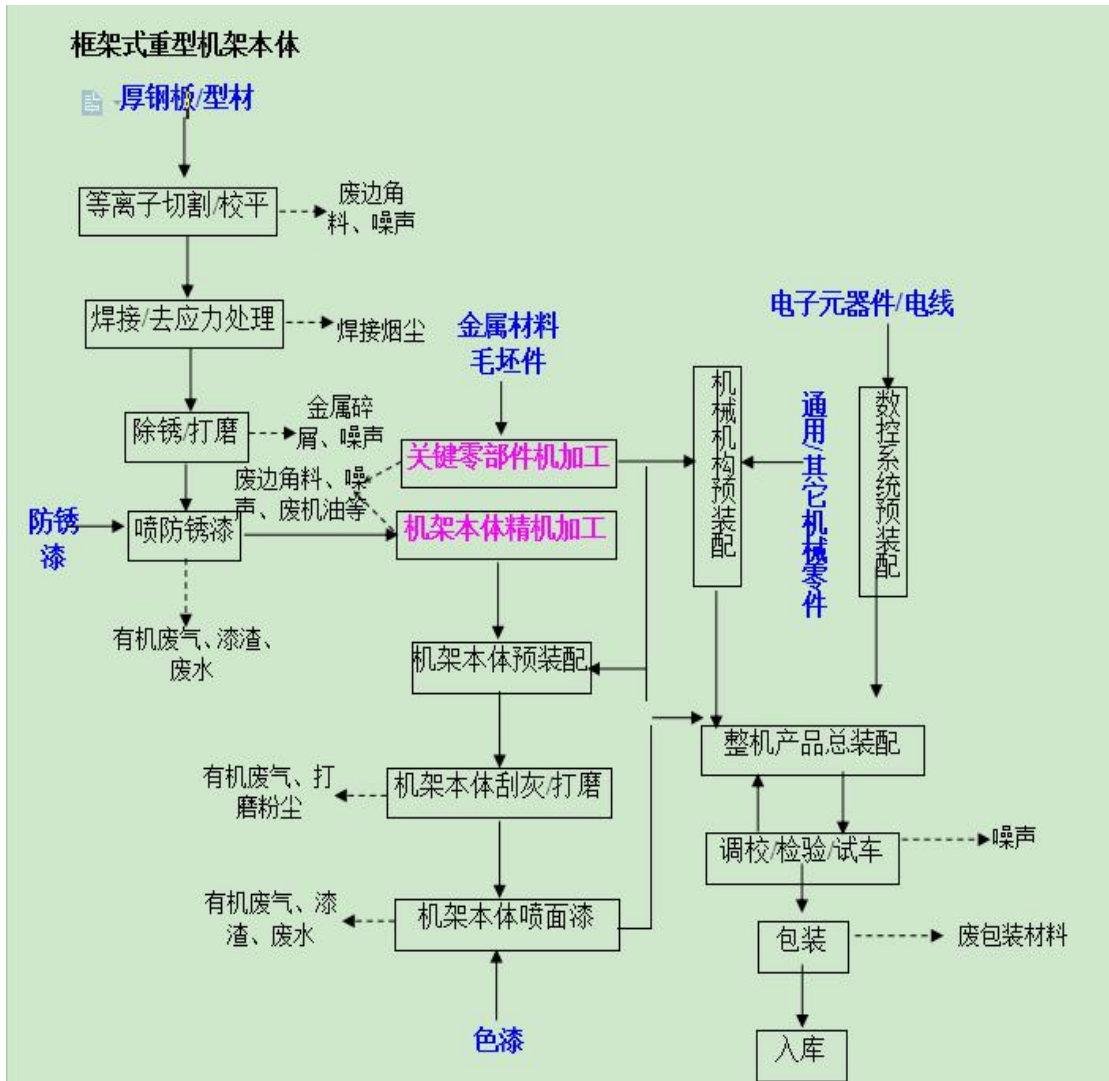 框架式重型机架本体
厚钢板/型材
等离子切割/校平
废边角
料、噪声
焊接/去应力处理
焊接烟尘
除锈/打磨
金属碎
屑、噪声
防锈
漆
喷防锈漆
有机废气、漆渣、
废水
金属材料
毛坯件
关键零部件机加工
废边角料、噪
声、废机油等
机架本体精机加工
机架本体预装配
有机废气、打
磨粉尘
机架本体刮灰/打磨
有机废气、漆
渣、废水
机架本体喷面漆
色漆
机械机构预装配
通用/其它机械零件
电子元器件/电线
数控系统预装配
整机产品总装配
调校/检验/试车
噪声
包装
废包装材料
入库